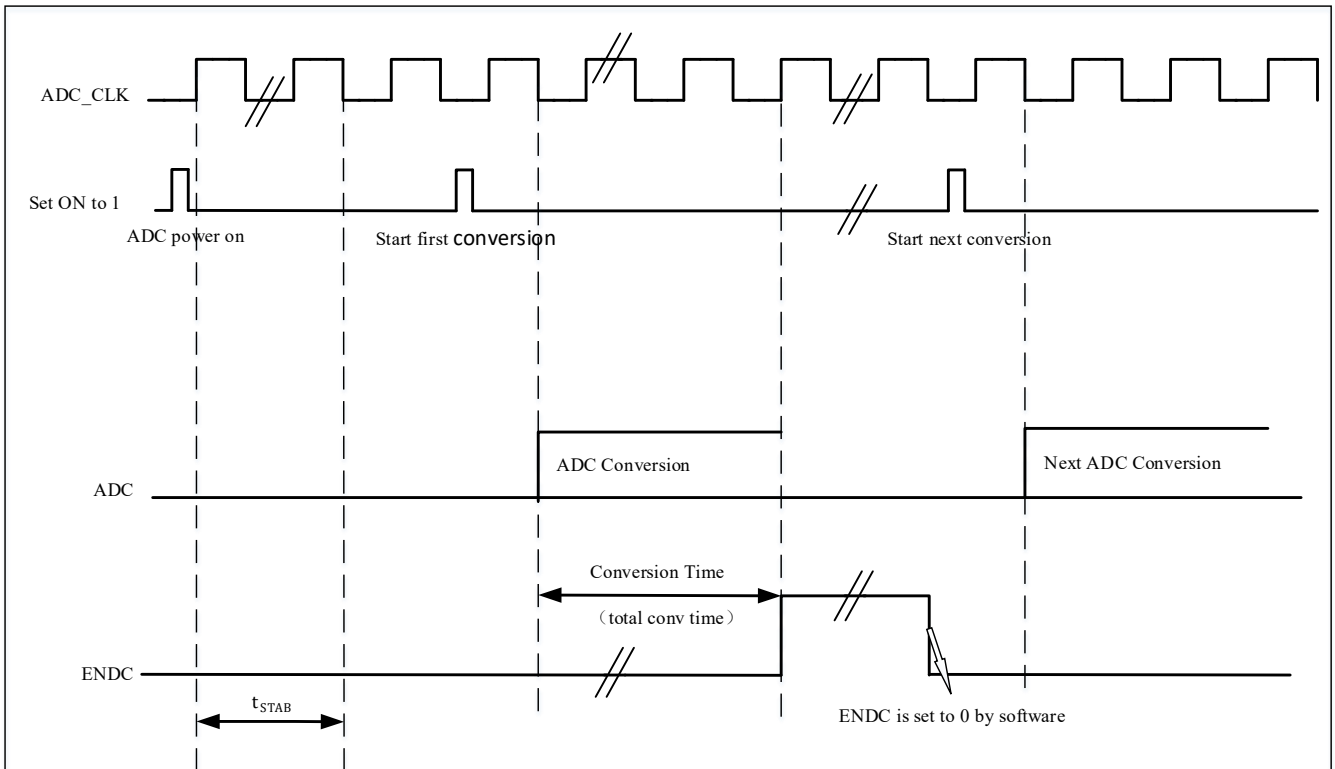 ADC_CLK
Set ON to 1
ADC power on
Start first conversion
Start next conversion
ADC Conversion
Next ADC Conversion
ADC
Conversion Time
（total conv time）
ENDC
tSTAB
ENDC is set to 0 by software